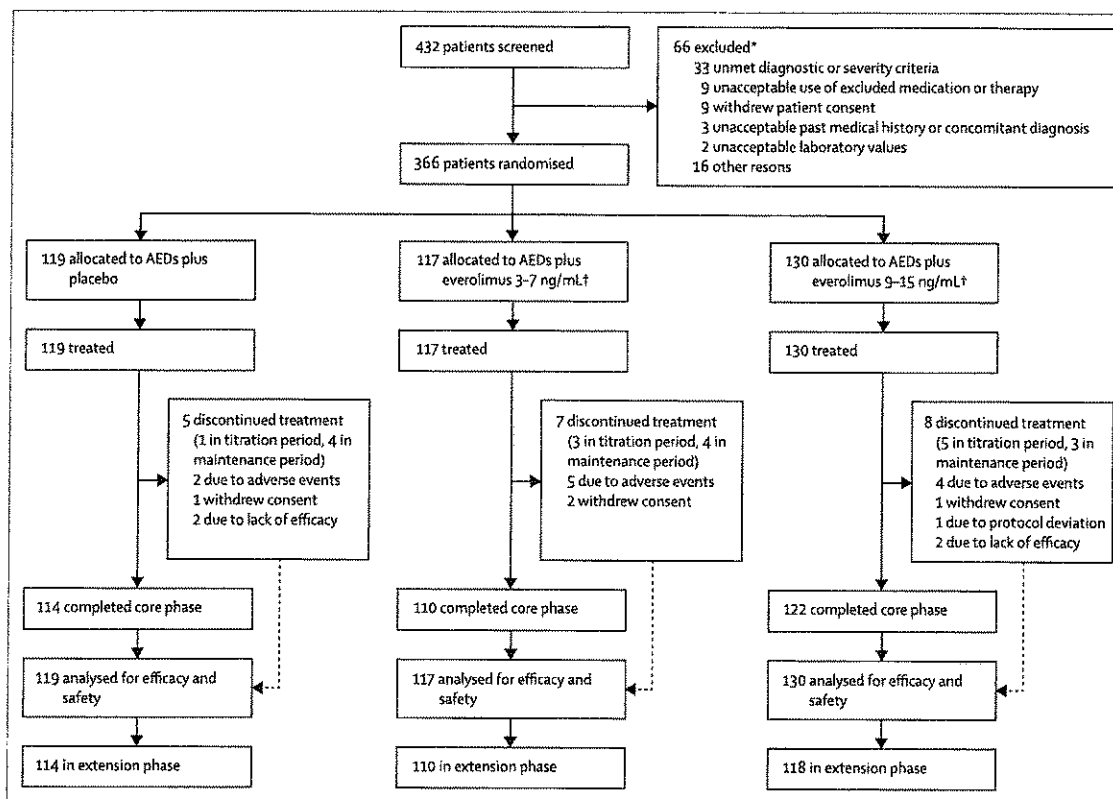 432 patients screened
66 excluded*
33 unmet diagnostic or severity criteria
9 unacceptable use of excluded medication or therapy
9 withdrew patient consent
3 unacceptable past medical history or concomitant diagnosis
2 unacceptable laboratory values
16 other resons
366 patients randomised
119 allocated to AEDs plus
placebo
117 allocated to AEDs plus
everolimus 3–7 ng/mL†
130 allocated to AEDs plus
everolimus 9–15 ng/mL†
119 treated
117 treated
130 treated
5 discontinued treatment
(1 in titration period, 4 in
maintenance period)
2 due to adverse events
1 withdrew consent
2 due to lack of efficacy
7 discontinued treatment
(3 in titration period, 4 in
maintenance period)
5 due to adverse events
2 withdrew consent
8 discontinued treatment
(5 in titration period, 3 in
maintenance period)
4 due to adverse events
1 withdrew consent
1 due to protocol deviation
2 due to lack of efficacy
114 completed core phase
110 completed core phase
122 completed core phase
119 analysed for efficacy and
safety
117 analysed for efficacy and
safety
130 analysed for efficacy and
safety
114 in extension phase
110 in extension phase
118 in extension phase